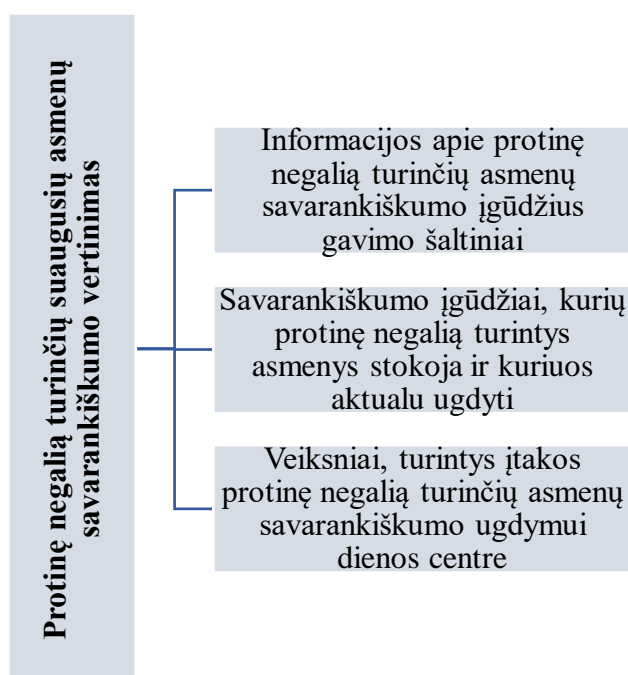 Protinę negalią turinčių suaugusių asmenų
savarankiškumo vertinimas
Informacijos apie protinę
negalią turinčių asmenų
savarankiškumo įgūdžius
gavimo šaltiniai
Savarankiškumo įgūdžiai, kurių
protinę negalią turintys
asmenys stokoja ir kuriuos
aktualu ugdyti
Veiksniai, turintys įtakos
protinę negalią turinčių asmenų
savarankiškumo ugdymui
dienos centre